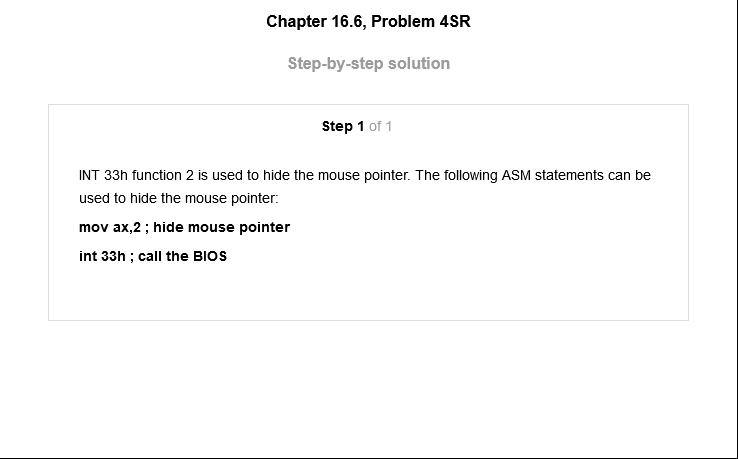 Chapter 16.6, Problem 4SR
Step-by-step solution
Step 1 of 1
INT 33h function 2 is used to hide the mouse pointer. The following ASM statements can be
used to hide the mouse pointer:
mov ax,2 ; hide mouse pointer
int 33h ; call the BIOS